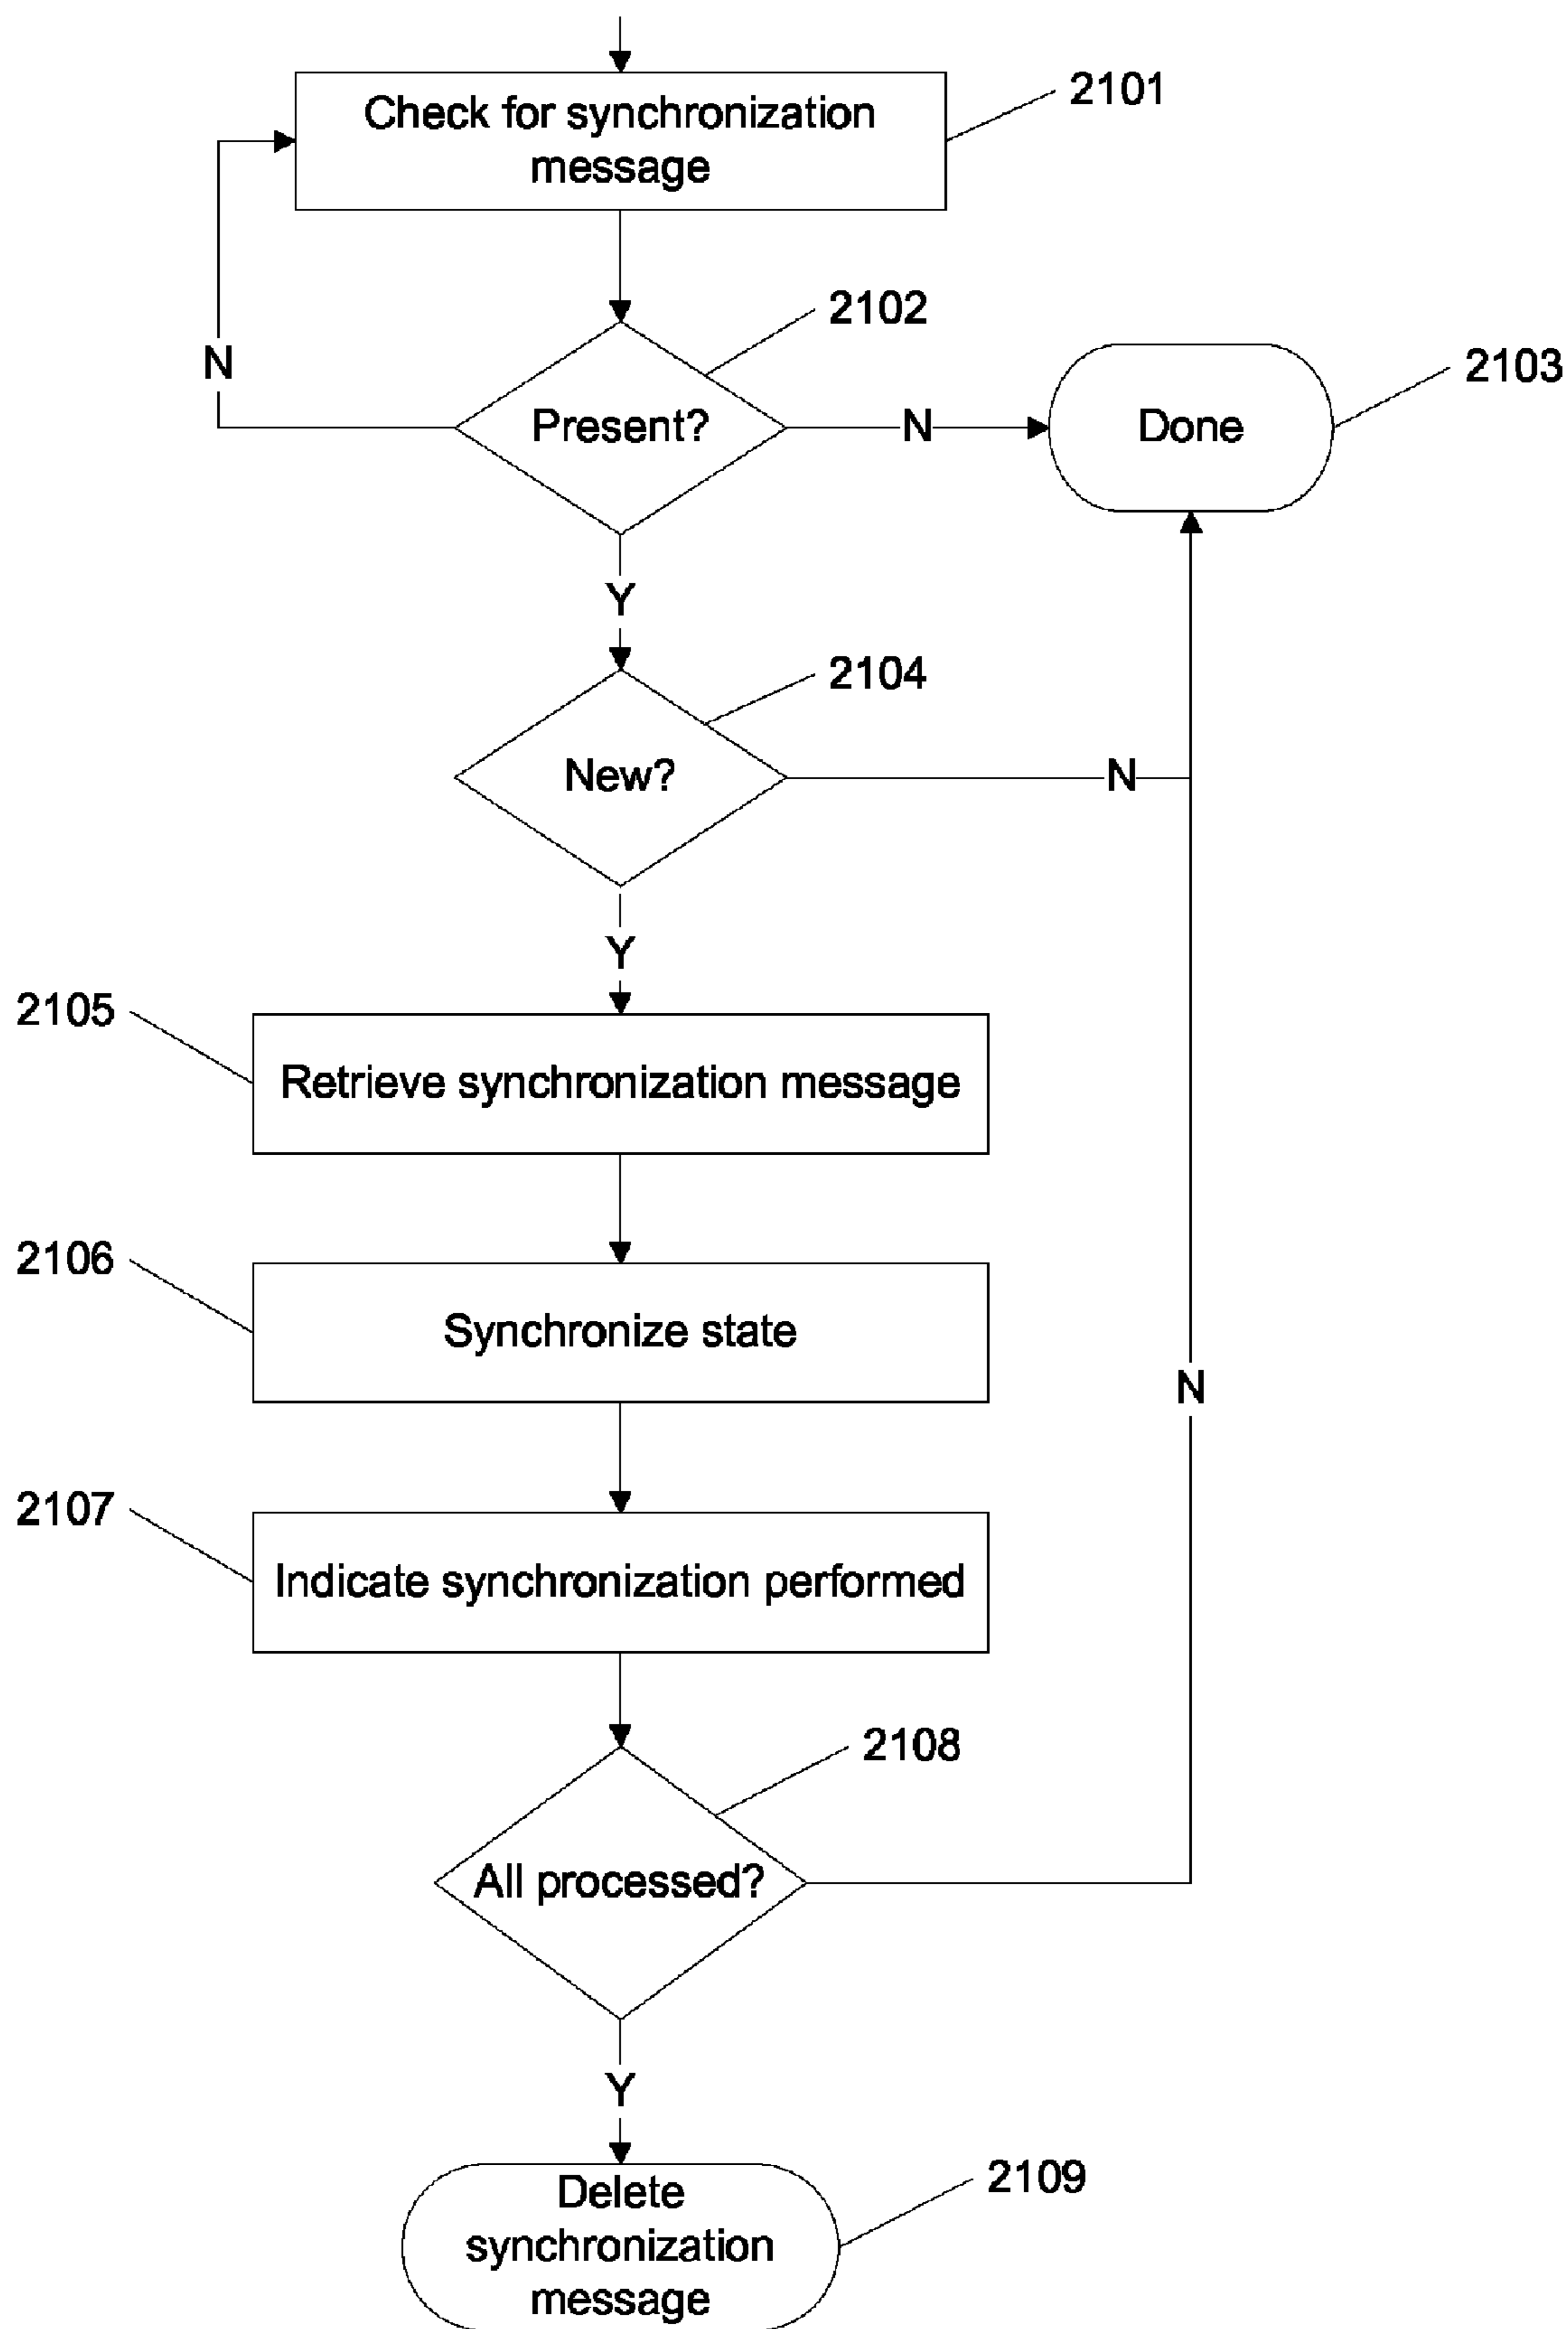 Check for synchronization
message
2101
2102
N
Present?
N
Done
2103
Y
2104
New?
N
Y
2105
Retrieve synchronization message
2106
Synchronize state
N
2107
Indicate synchronization performed
2108
All processed?
Y
Delete
synchronization
message
2109